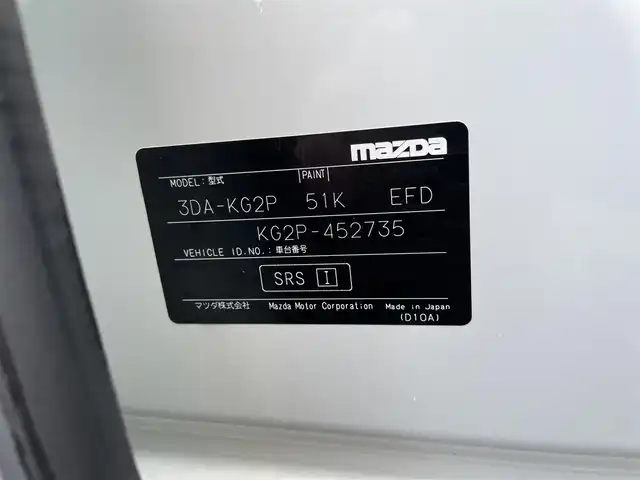 mazda
MODEL：型式 PAINT
3DA-KG2P 51K EFD
KG2P-452735
VEHICLE ID.NO.：車台番号
SRS I
マツダ株式会社 Mazda Motor Corporation Made in Japan
(D10A)